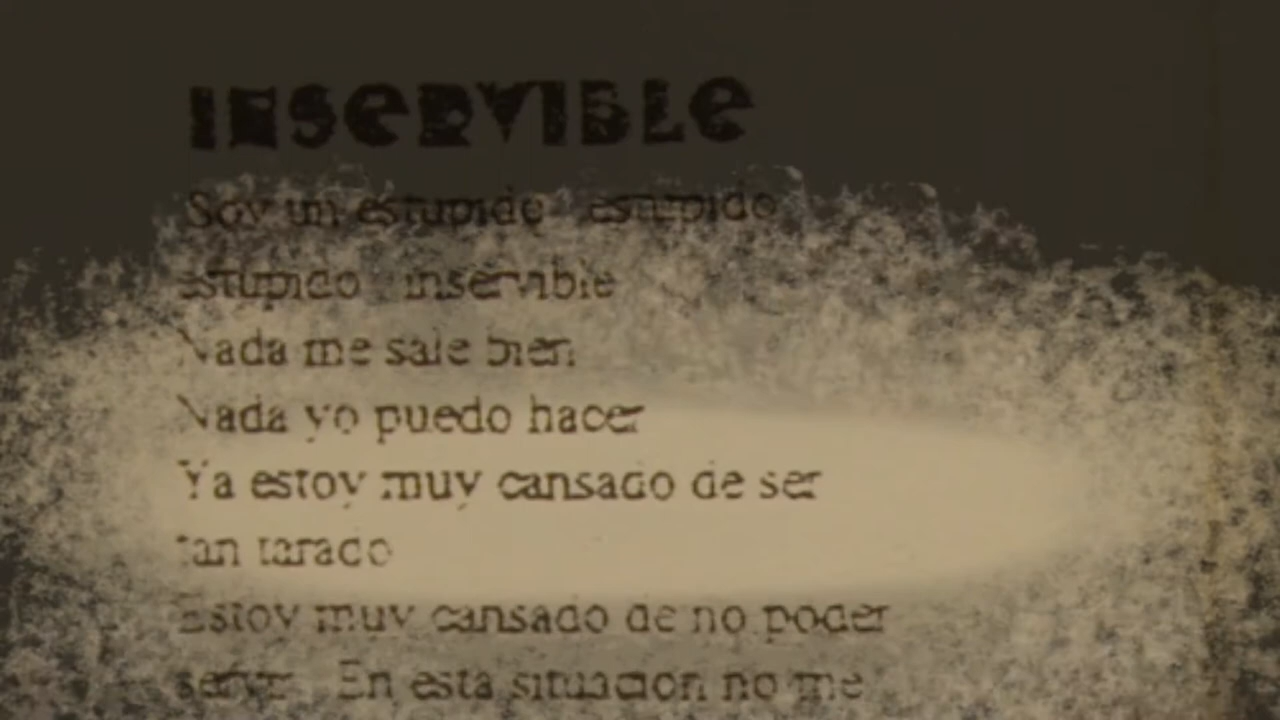 INSERVIBLE
Soy un estupido estupido
estupido inservible
Nada me sale bien
Nada yo puedo hacer
Ya estoy muy cansado de ser
tan tarado
Estoy muy cansado de no poder
servir En esta situacion no me